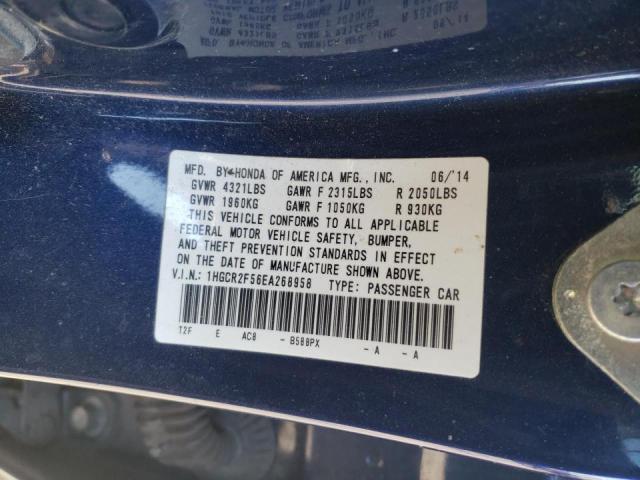 MFD. BY HONDA OF AMERICA MFG., INC. 06/'14
GVWR 4321LBS GAWR F 2315LBS R 2050LBS
GVWR 1960KG GAWR F 1050KG R 930KG
THIS VEHICLE CONFORMS TO ALL APPLICABLE
FEDERAL MOTOR VEHICLE SAFETY, BUMPER,
AND THEFT PREVENTION STANDARDS IN EFFECT
ON THE DATE OF MANUFACTURE SHOWN ABOVE.
V.I.N.: 1HGCR2F56EA268958 TYPE: PASSENGER CAR
T2F E AC8 - B588PX - A - A